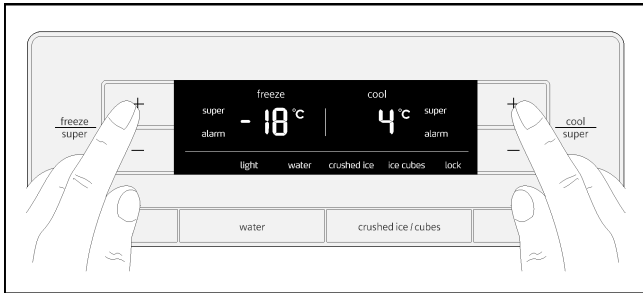 freeze cool
super -18 °C 4 °C super
alarm alarm
freeze
super
+
-
+
-
cool
super
light water crushed ice ice cubes lock
water crushed ice / cubes